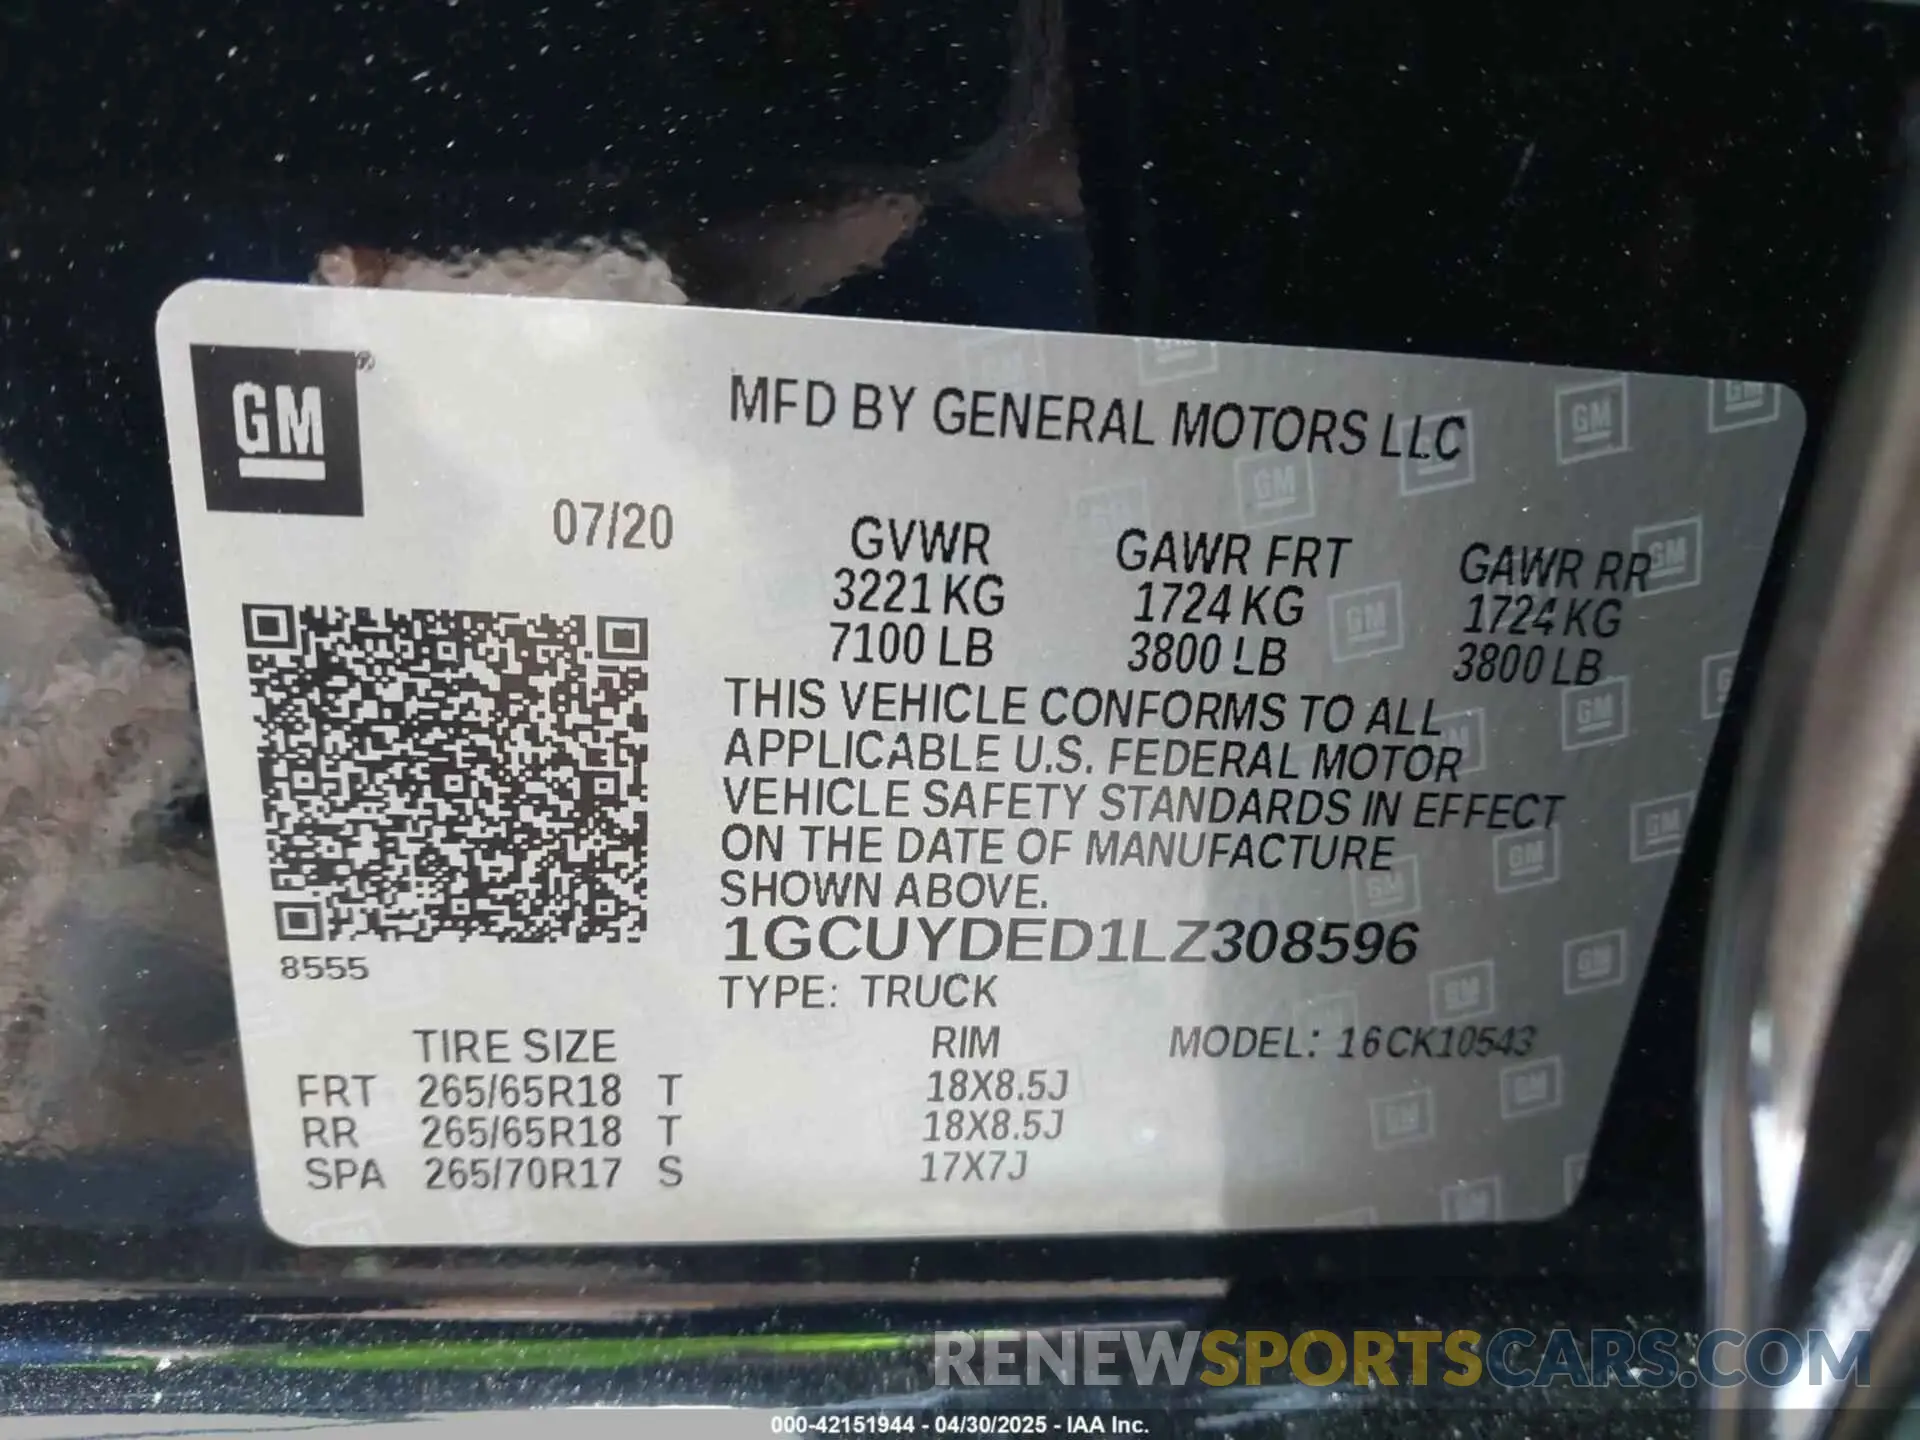 GM
MFD BY GENERAL MOTORS LLC
07/20
GVWR GAWR FRT GAWR RR
3221 KG 1724 KG 1724 KG
7100 LB 3800 LB 3800 LB
THIS VEHICLE CONFORMS TO ALL
APPLICABLE U.S. FEDERAL MOTOR
VEHICLE SAFETY STANDARDS IN EFFECT
ON THE DATE OF MANUFACTURE
SHOWN ABOVE.
1GCUYDED1LZ308596
8555
TYPE: TRUCK
TIRE SIZE RIM MODEL: 16CK10543
FRT 265/65R18 T 18X8.5J
RR 265/65R18 T 18X8.5J
SPA 265/70R17 S 17X7J
RENEWSPORTSCARS.COM
000-42151944 - 04/30/2025 - IAA Inc.